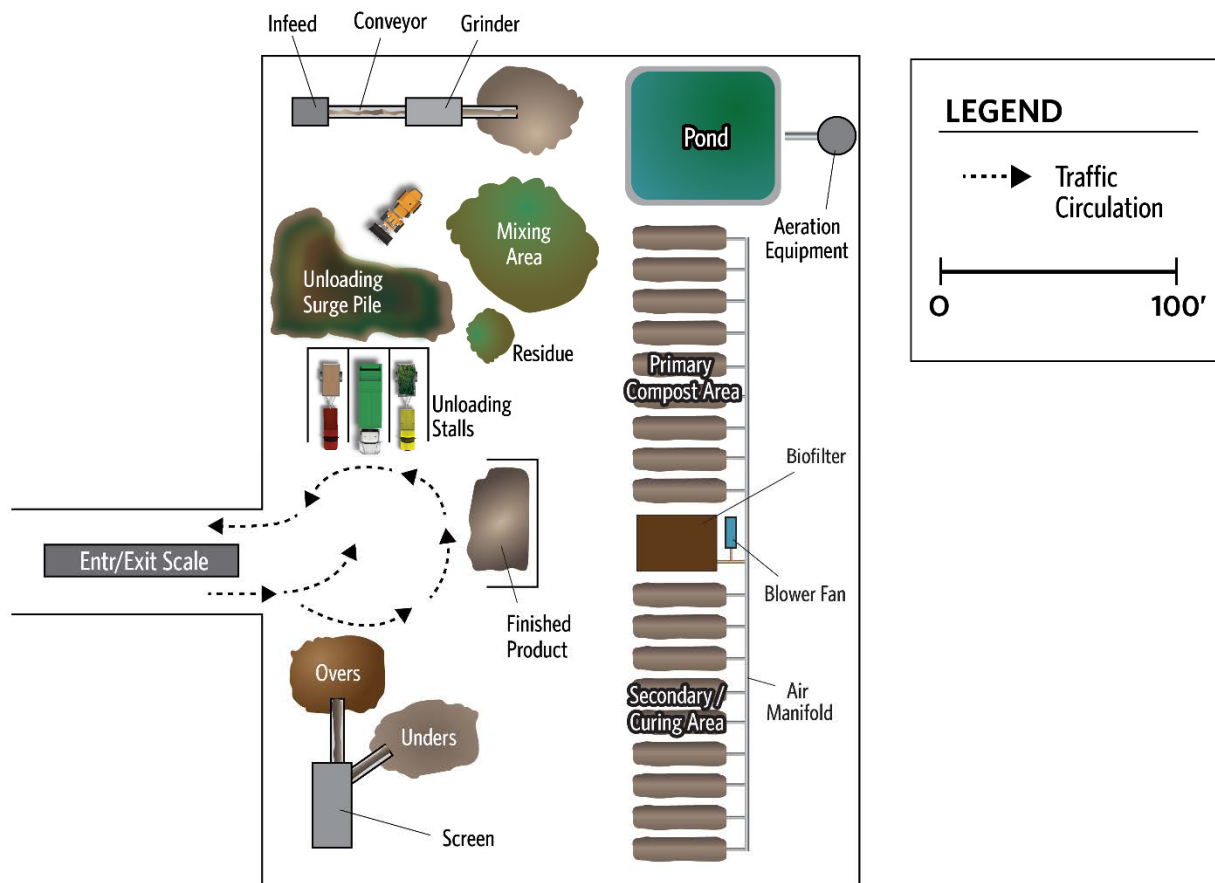 Infeed
Conveyor
Grinder
Pond
Aeration
Equipment
LEGEND
Traffic
Circulation
0
100'
Mixing
Area
Unloading
Surge Pile
Residue
Unloading
Stalls
Primary
Compost Area
Biofilter
Blower Fan
Entr/Exit Scale
Finished
Product
Overs
Unders
Screen
Secondary /
Curing Area
Air
Manifold